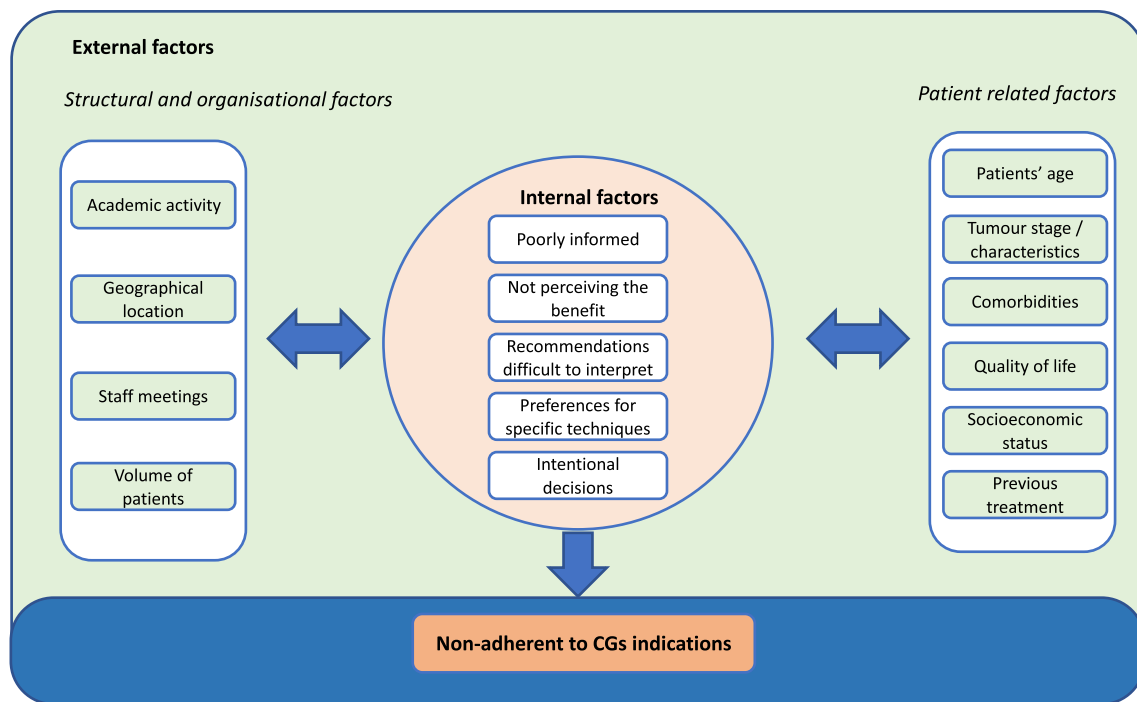 External factors
Structural and organisational factors
Academic activity
Geographical
location
Staff meetings
Volume of
patients
Internal factors
Poorly informed
Not perceiving the
benefit
Recommendations
difficult to interpret
Preferences for
specific techniques
Intentional
decisions
Patient related factors
Patients’ age
Tumour stage /
characteristics
Comorbidities
Quality of life
Socioeconomic
status
Previous
treatment
Non-adherent to CGs indications